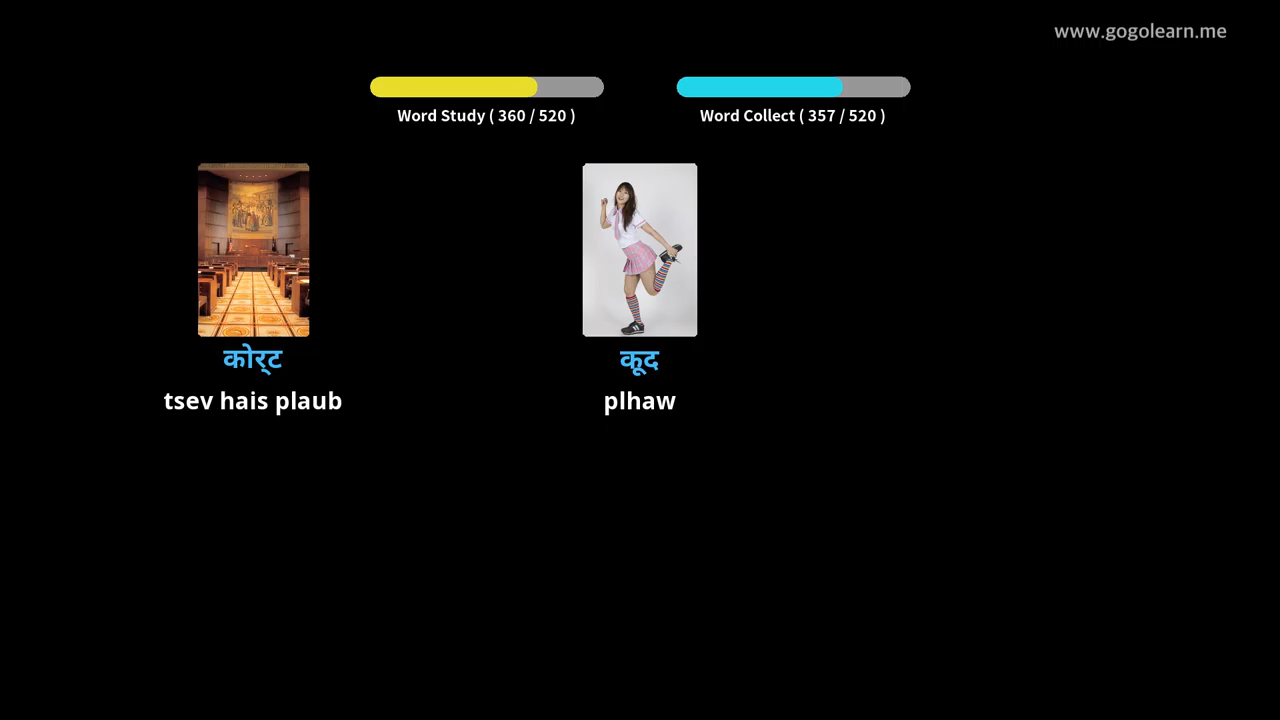 www.gogolearn.me
Word Study ( 360 / 520 )
Word Collect ( 357 / 520 )
कोर्‌ट
कूद
tsev hais plaub
plhaw